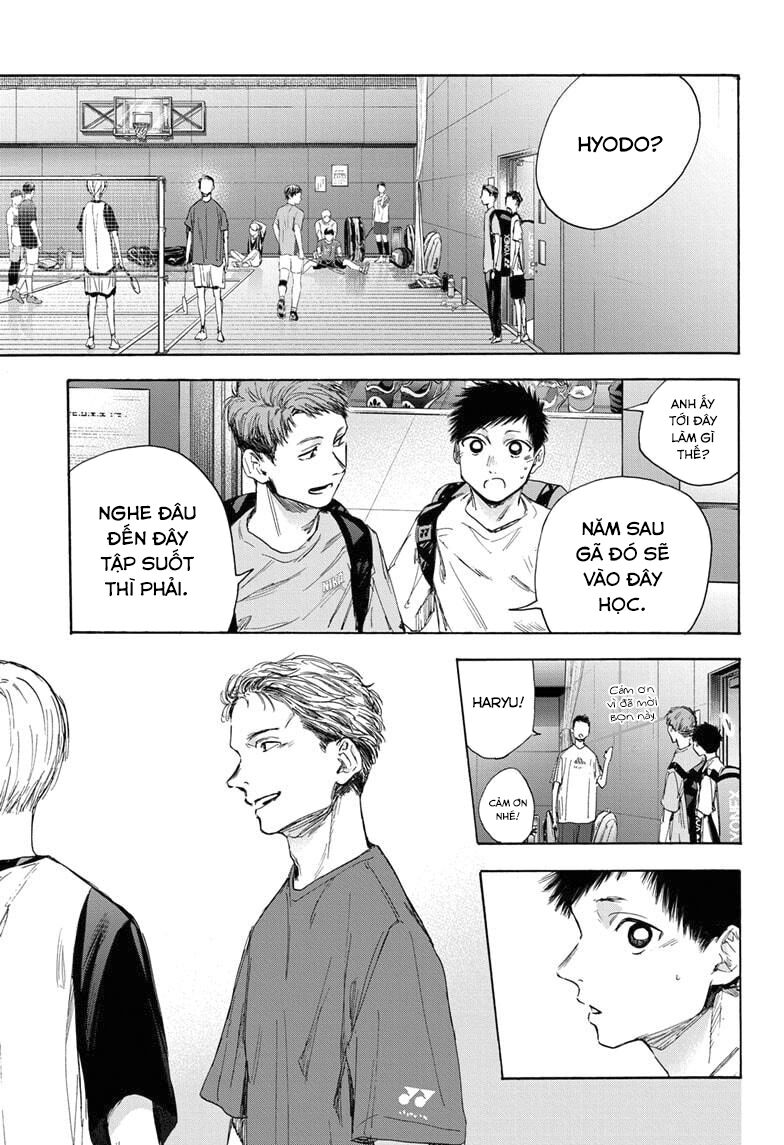 HYODO?
ANH ẤY
TỚI ĐÂY
LÀM GÌ
THẾ?
NĂM SAU
GÃ ĐÓ SẼ
VÀO ĐÂY
HỌC.
NGHE ĐÂU
ĐẾN ĐÂY
TẬP SUỐT
THÌ PHẢI.
Cảm ơn
vì đã mời
bọn này.
HARYU!
CẢM ƠN
NHÉ!
YONEX